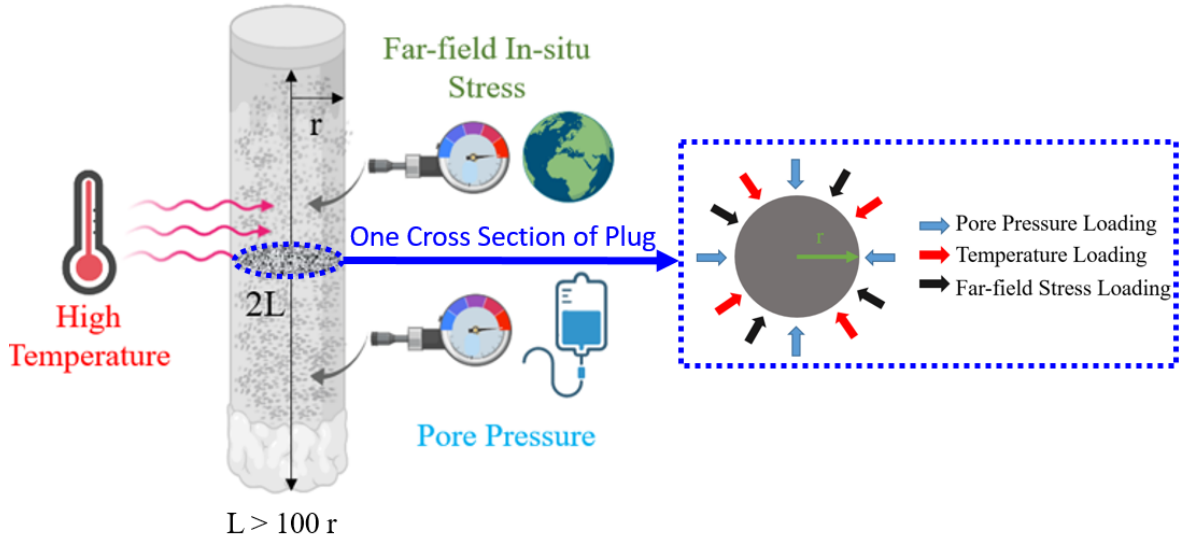 Far-field In-situ
Stress
r
High
Temperature
One Cross Section of Plug
2L
Pore Pressure
L > 100 r
r
Pore Pressure Loading
Temperature Loading
Far-field Stress Loading